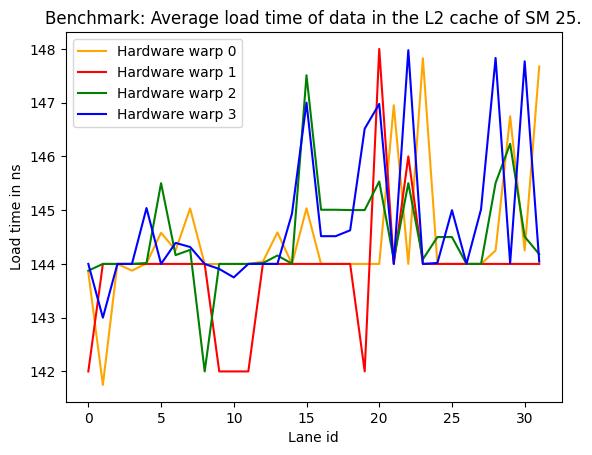 Benchmark: Average load time of data in the L2 cache of SM 25.
Hardware warp 0
Hardware warp 1
Hardware warp 2
Hardware warp 3
Load time in ns
148
147
146
145
144
143
142
0 5 10 15 20 25 30
Lane id